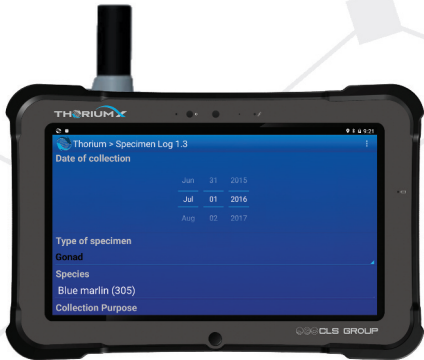 THORIUMX
9:21
Thorium > Specimen Log 1.3
Date of collection
Jun 31 2015
Jul 01 2016
Aug 02 2017
Type of specimen
Gonad
Species
Blue marlin (305)
Collection Purpose
CLS GROUP